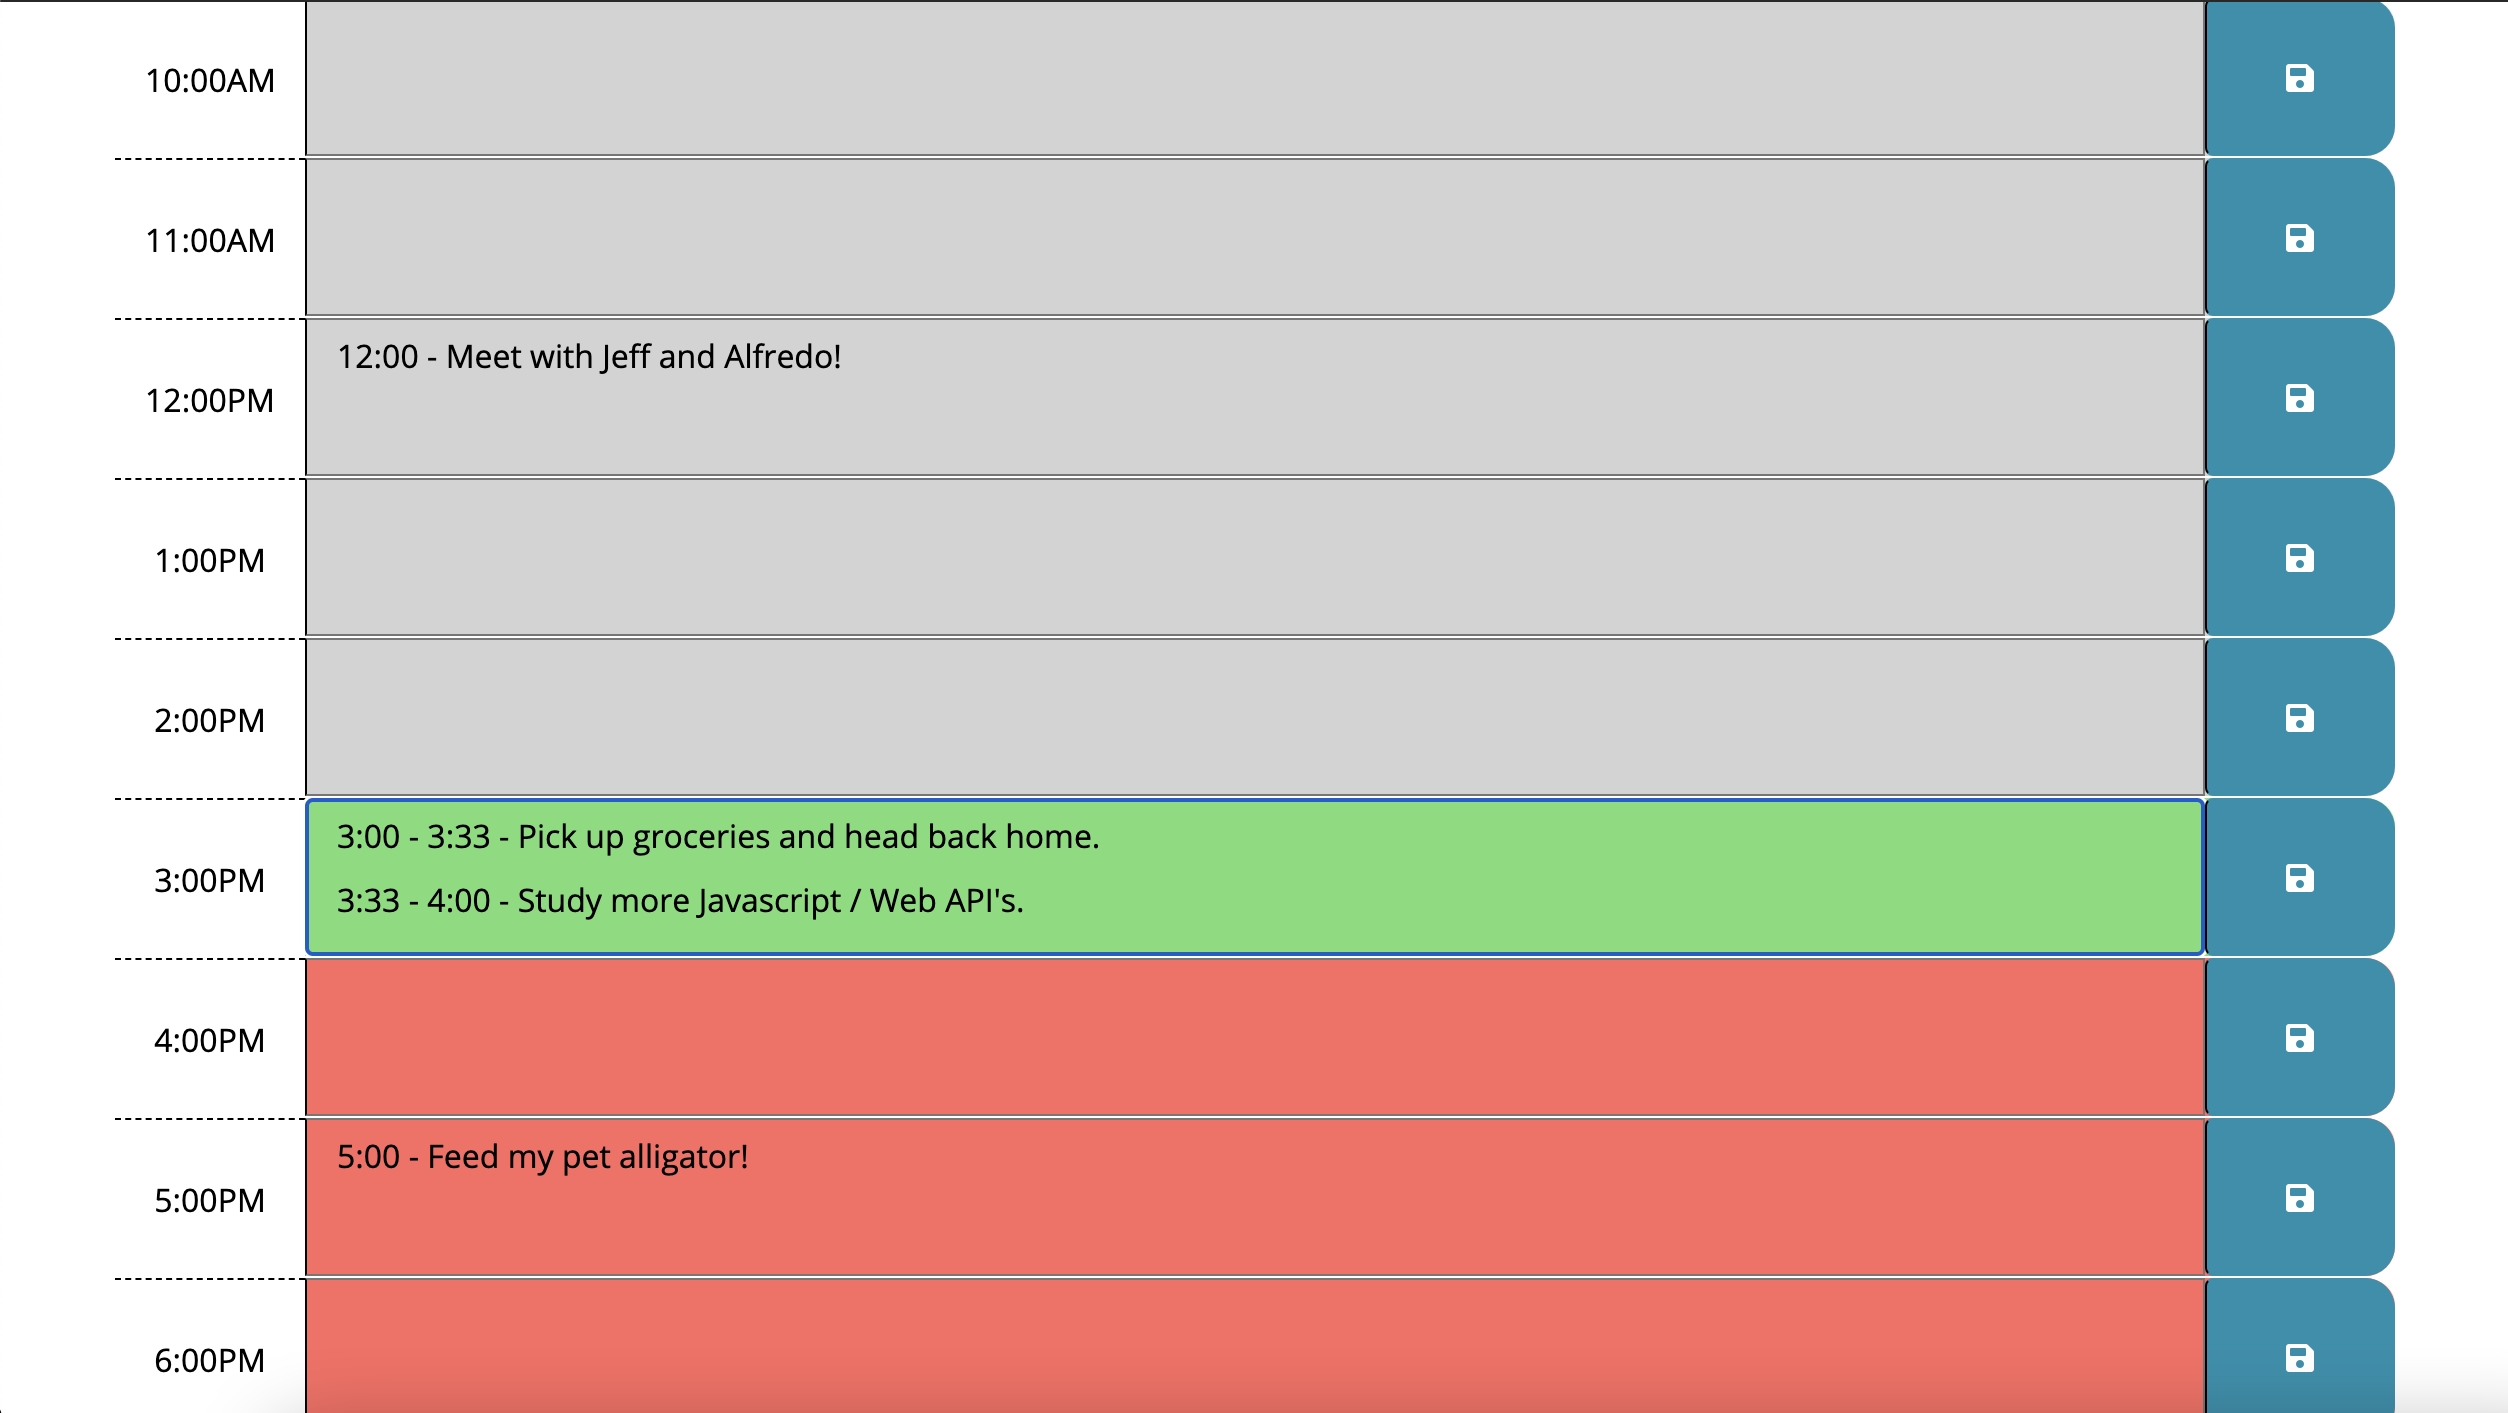 10:00AM
11:00AM
12:00PM
12:00 - Meet with Jeff and Alfredo!
1:00PM
2:00PM
3:00PM
3:00 - 3:33 - Pick up groceries and head back home.
3:33 - 4:00 - Study more Javascript / Web API's.
4:00PM
5:00PM
5:00 - Feed my pet alligator!
6:00PM